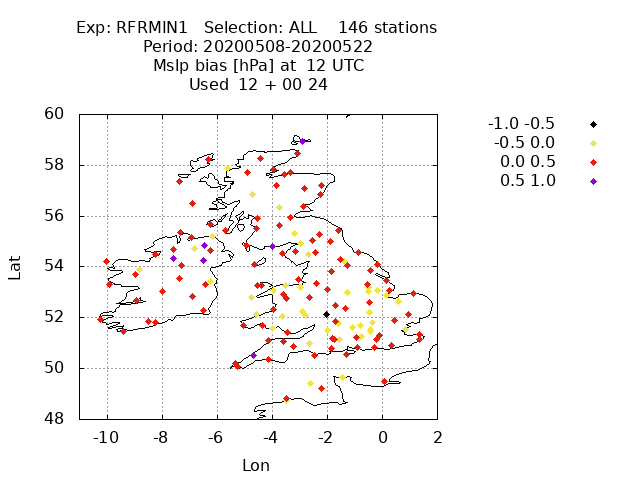 Exp: RFRMIN1 Selection: ALL 146 stations
Period: 20200508-20200522
Mslp bias [hPa] at 12 UTC
Used 12 + 00 24
-1.0 -0.5
-0.5 0.0
0.0 0.5
0.5 1.0
60
58
56
54
52
50
48
Lat
-10 -8 -6 -4 -2 0 2
Lon